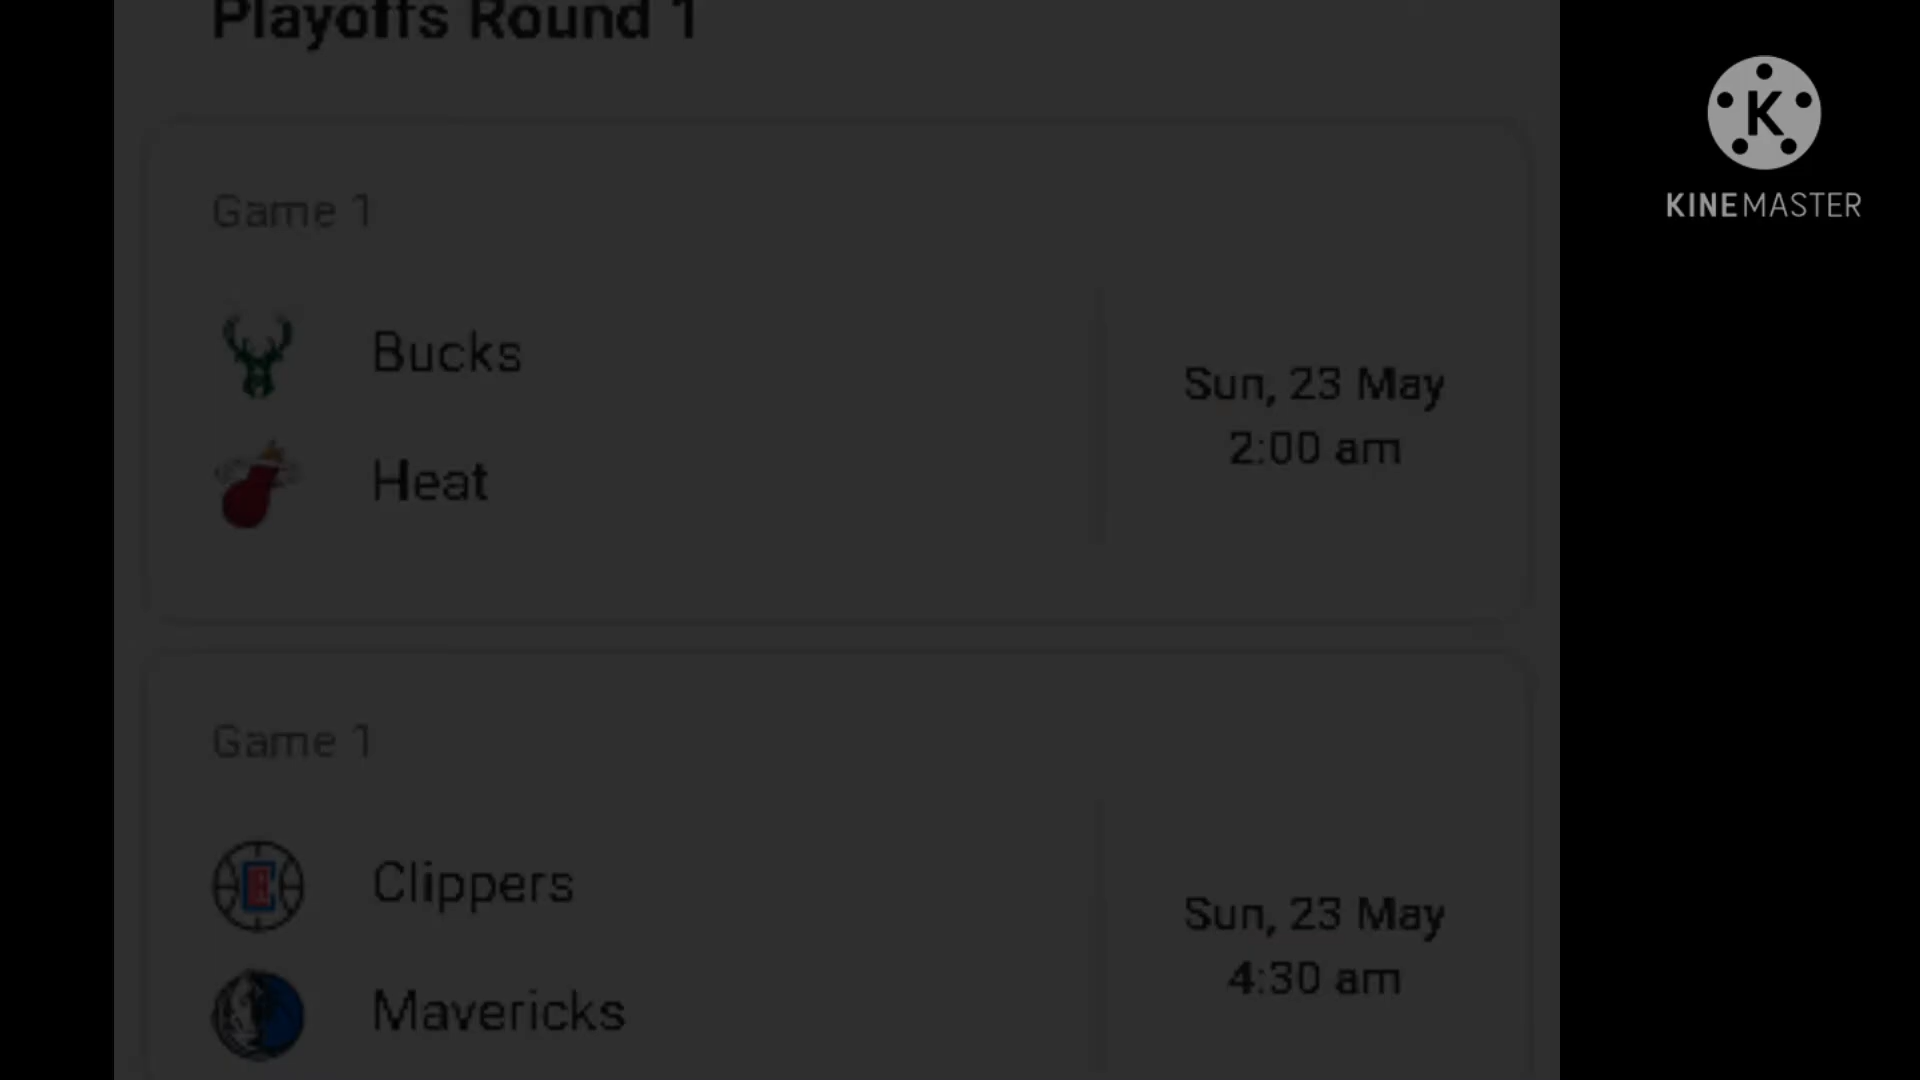 Playoffs Round 1
Game 1
Bucks
Heat
Sun, 23 May
2:00 am
Game 1
Clippers
Mavericks
Sun, 23 May
4:30 am
K
KINEMASTER